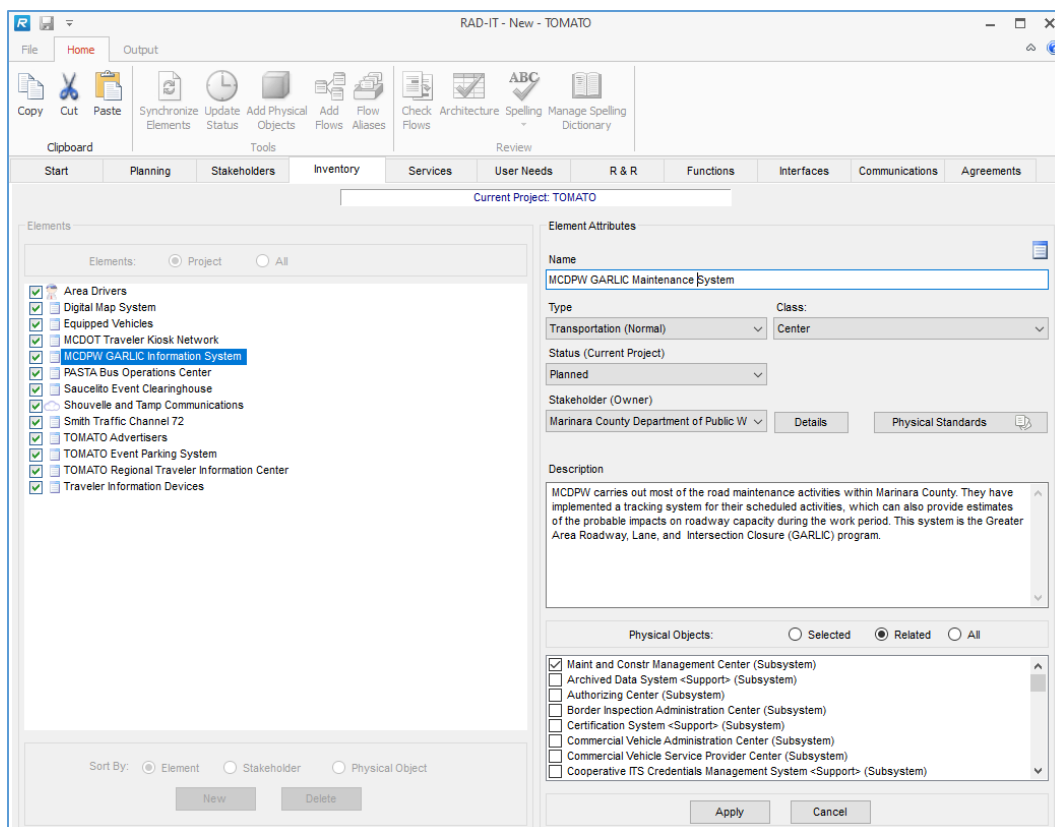 RAD-IT - New - TOMATO
File Home Output
Copy Cut Paste Synchronize Elements Update Status Add Physical Objects Add Flows Flow Aliases Check Flows Architecture ABC Spelling Manage Spelling Dictionary
Clipboard Tools Review
Start Planning Stakeholders Inventory Services User Needs R & R Functions Interfaces Communications Agreements
Current Project: TOMATO
Elements
Elements: Project All
Area Drivers
Digital Map System
Equipped Vehicles
MCDOT Traveler Kiosk Network
MCDPW GARLIC Information System
PASTA Bus Operations Center
Saucelito Event Clearinghouse
Shouvelle and Tamp Communications
Smith Traffic Channel 72
TOMATO Advertisers
TOMATO Event Parking System
TOMATO Regional Traveler Information Center
Traveler Information Devices
Sort By: Element Stakeholder Physical Object
New Delete
Element Attributes
Name
MCDPW GARLIC Maintenance System
Type Class:
Transportation (Normal) Center
Status (Current Project)
Planned
Stakeholder (Owner)
Marinara County Department of Public W Details Physical Standards
Description
MCDPW carries out most of the road maintenance activities within Marinara County. They have
implemented a tracking system for their scheduled activities, which can also provide estimates
of the probable impacts on roadway capacity during the work period. This system is the Greater
Area Roadway, Lane, and Intersection Closure (GARLIC) program.
Physical Objects: Selected Related All
Maint and Constr Management Center (Subsystem)
Archived Data System <Support> (Subsystem)
Authorizing Center (Subsystem)
Border Inspection Administration Center (Subsystem)
Certification System <Support> (Subsystem)
Commercial Vehicle Administration Center (Subsystem)
Commercial Vehicle Service Provider Center (Subsystem)
Cooperative ITS Credentials Management System <Support> (Subsystem)
Apply Cancel